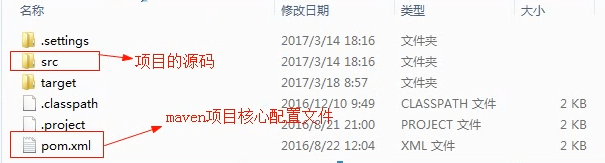 名称 修改日期 类型 大小
.settings 2017/3/14 18:16 文件夹
src 项目的源码 2017/3/14 18:16 文件夹
target 2017/3/18 8:57 文件夹
.classpath 2016/12/10 9:49 CLASSPATH 文件 2 KB
maven项目核心配置文件
.project 2016/8/21 21:00 PROJECT 文件 2 KB
pom.xml 2016/8/22 12:04 XML 文件 2 KB